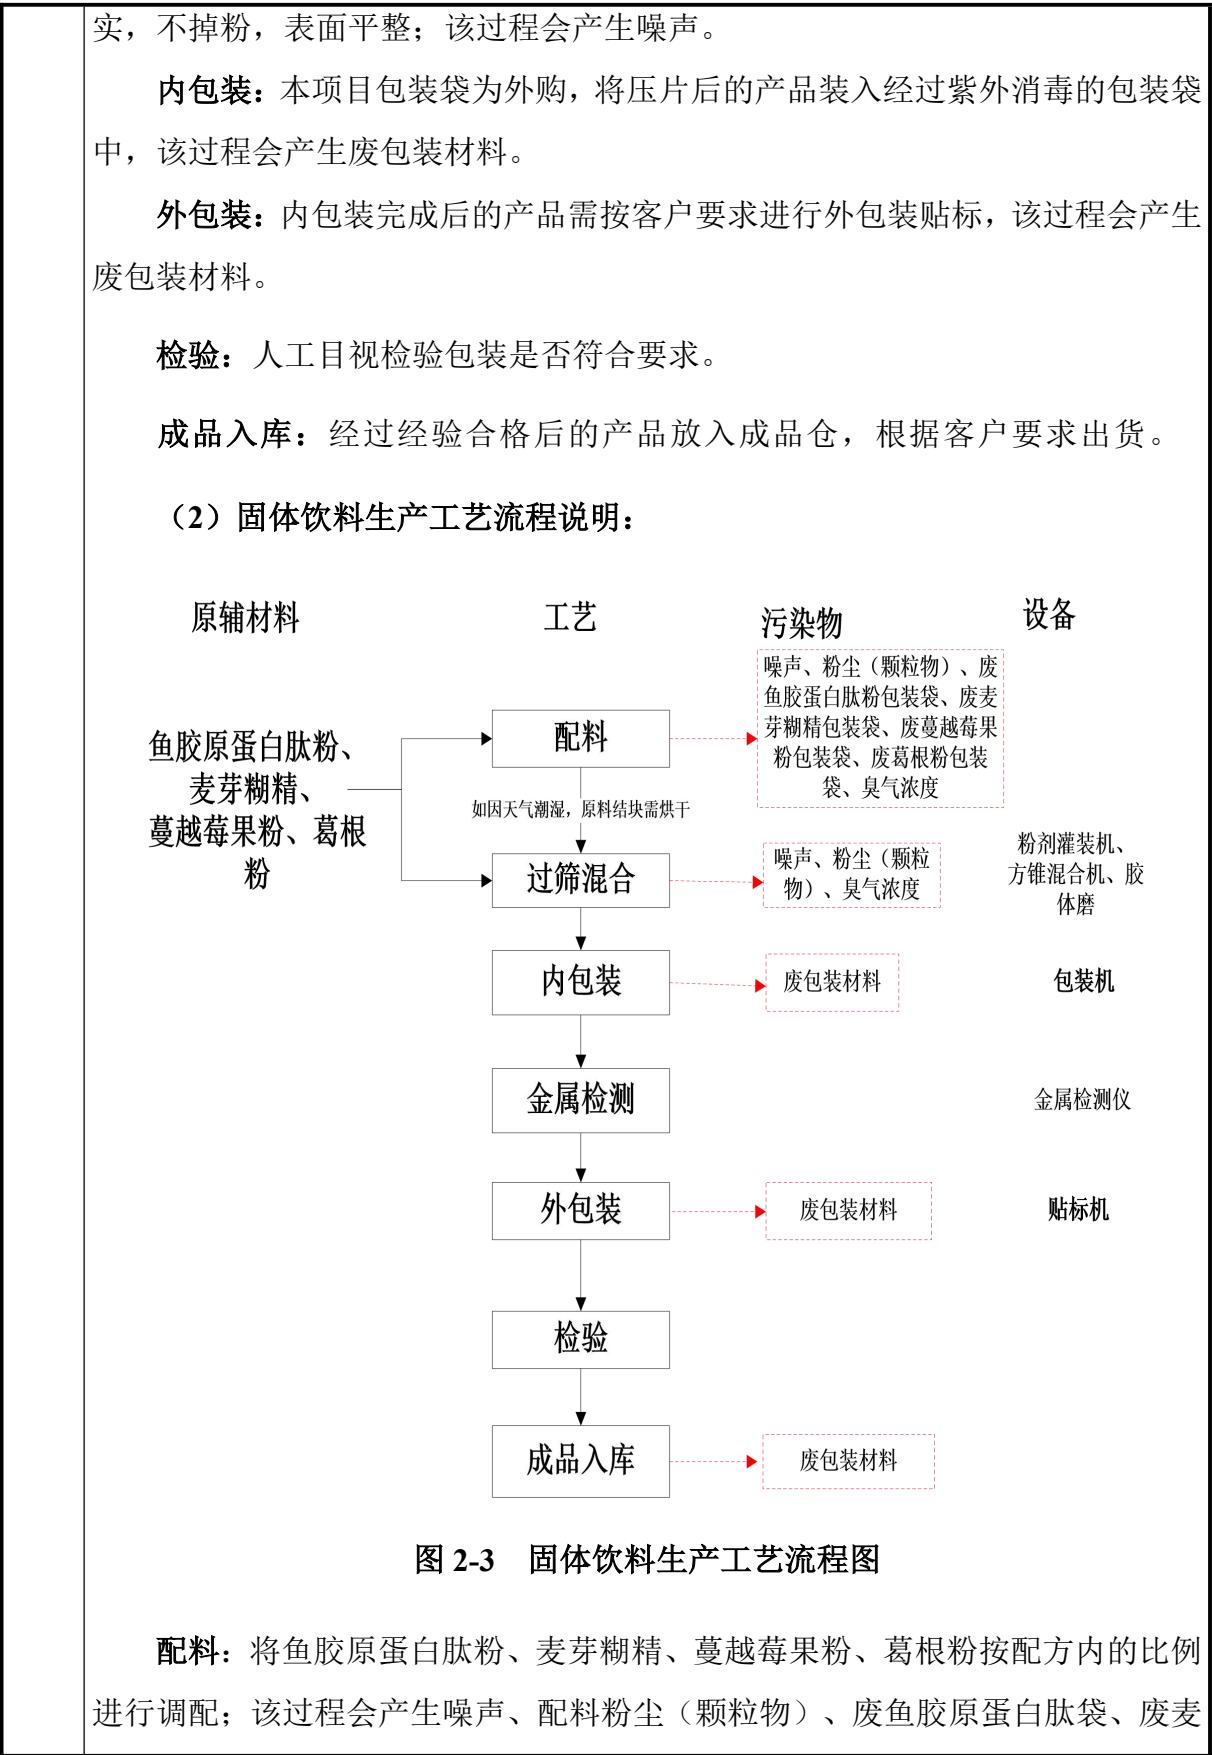 实，不掉粉，表面平整；该过程会产生噪声。
内包装：本项目包装袋为外购，将压片后的产品装入经过紫外消毒的包装袋
中，该过程会产生废包装材料。
外包装：内包装完成后的产品需按客户要求进行外包装贴标，该过程会产生
废包装材料。
检验：人工目视检验包装是否符合要求。
成品入库：经过经验合格后的产品放入成品仓，根据客户要求出货。
（2）固体饮料生产工艺流程说明：
原辅材料
工艺
污染物
设备
鱼胶原蛋白肽粉、
麦芽糊精、
蔓越莓果粉、葛根
粉
配料
噪声、粉尘（颗粒物）、废
鱼胶蛋白肽粉包装袋、废麦
芽糊精包装袋、废蔓越莓果
粉包装袋、废葛根粉包装
袋、臭气浓度
如因天气潮湿，原料结块需烘干
过筛混合
噪声、粉尘（颗粒
物）、臭气浓度
粉剂灌装机、
方锥混合机、胶
体磨
内包装
废包装材料
包装机
金属检测
金属检测仪
外包装
废包装材料
贴标机
检验
成品入库
废包装材料
图 2-3 固体饮料生产工艺流程图
配料：将鱼胶原蛋白肽粉、麦芽糊精、蔓越莓果粉、葛根粉按配方内的比例
进行调配；该过程会产生噪声、配料粉尘（颗粒物）、废鱼胶原蛋白肽袋、废麦